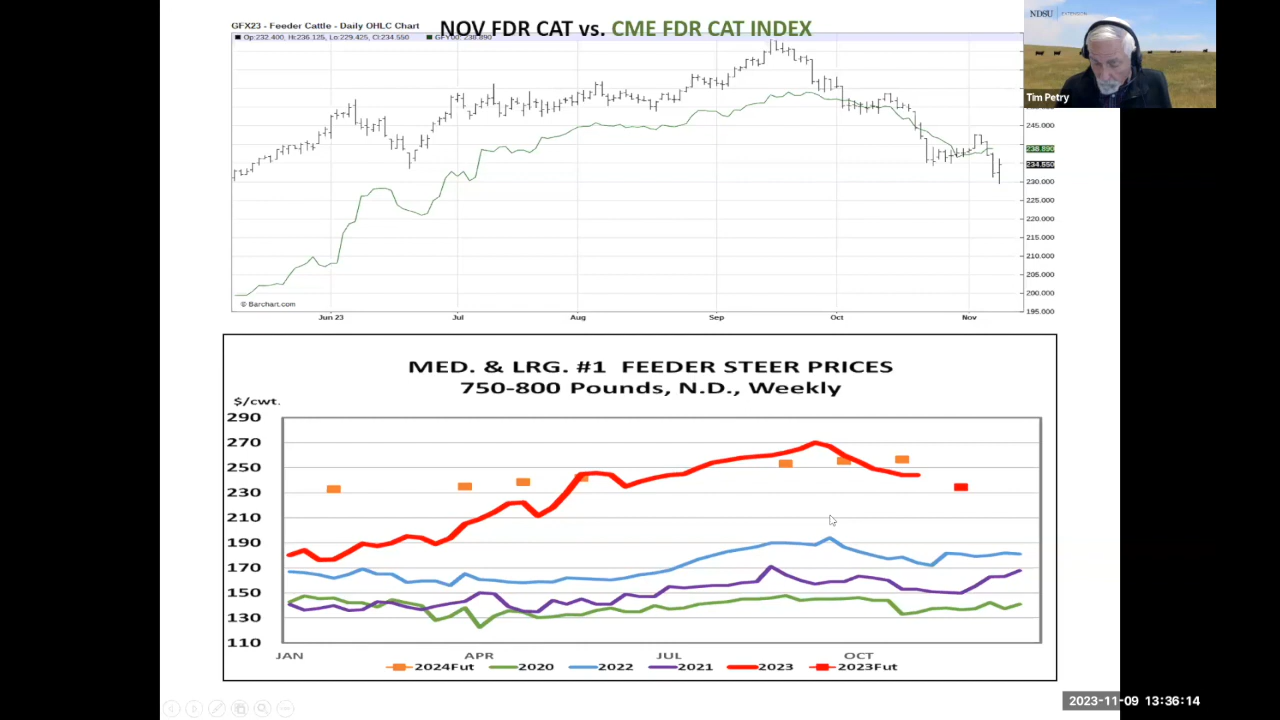 GFX23 - Feeder Cattle - Daily OHLC Chart
NOV FDR CAT vs. CME FDR CAT INDEX
Op:232.400, Hi:236.125, Lo:229.425, Cl:234.550
GFY00: 238.890
NDSU EXTENSION
Tim Petry
245.000
238.890
234.550
230.000
225.000
220.000
215.000
210.000
205.000
200.000
195.000
© Barchart.com
Jun 23 Jul Aug Sep Oct Nov
MED. & LRG. #1 FEEDER STEER PRICES
750-800 Pounds, N.D., Weekly
$/cwt.
290
270
250
230
210
190
170
150
130
110
JAN APR JUL OCT
2024Fut 2020 2022 2021 2023 2023Fut
2023-11-09 13:36:14